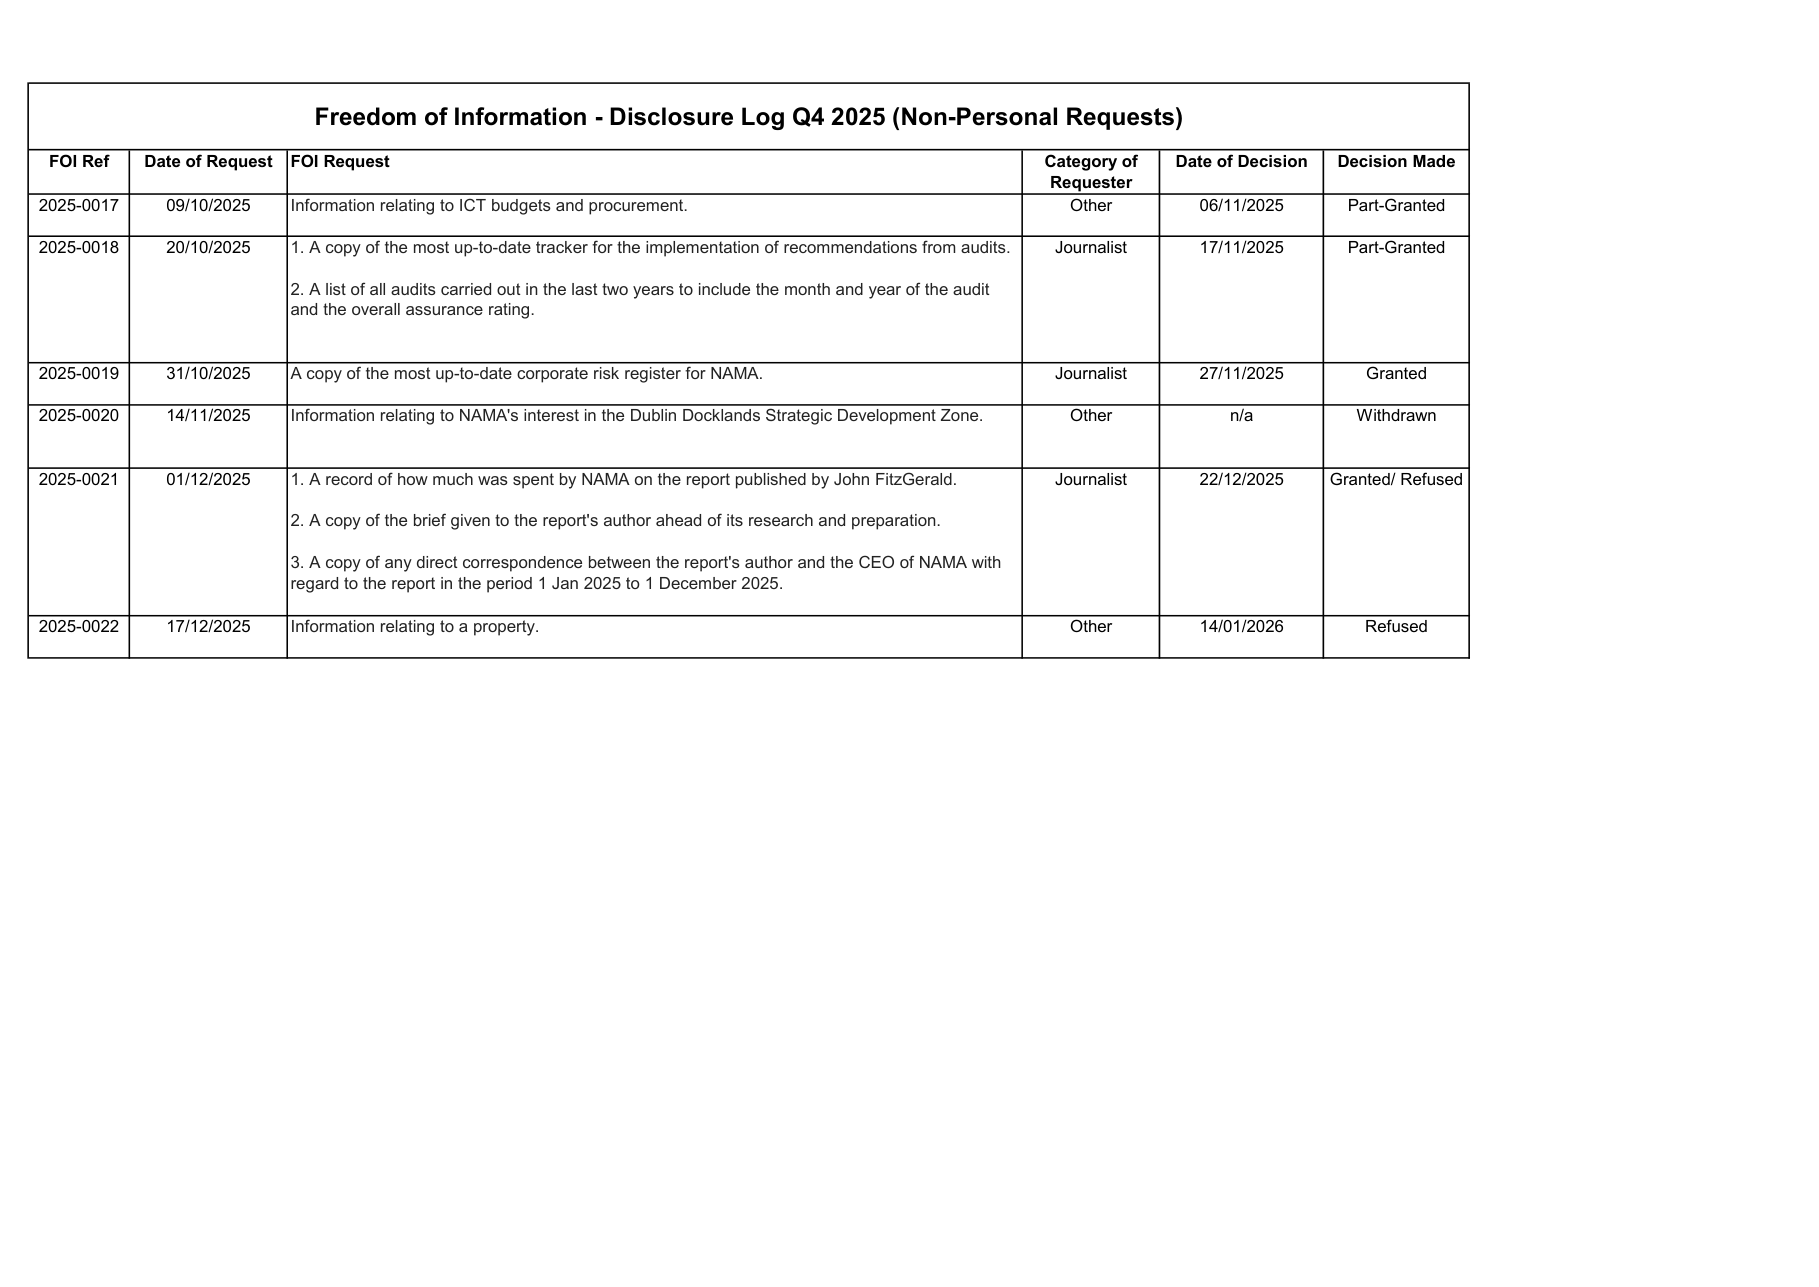 Freedom of Information - Disclosure Log Q4 2025 (Non-Personal Requests)
FOI Ref Date of Request FOI Request Category of Requester Date of Decision Decision Made
2025-0017 09/10/2025 Information relating to ICT budgets and procurement. Other 06/11/2025 Part-Granted
2025-0018 20/10/2025 1. A copy of the most up-to-date tracker for the implementation of recommendations from audits. Journalist 17/11/2025 Part-Granted
2. A list of all audits carried out in the last two years to include the month and year of the audit
and the overall assurance rating.
2025-0019 31/10/2025 A copy of the most up-to-date corporate risk register for NAMA. Journalist 27/11/2025 Granted
2025-0020 14/11/2025 Information relating to NAMA's interest in the Dublin Docklands Strategic Development Zone. Other n/a Withdrawn
2025-0021 01/12/2025 1. A record of how much was spent by NAMA on the report published by John FitzGerald. Journalist 22/12/2025 Granted/ Refused
2. A copy of the brief given to the report's author ahead of its research and preparation.
3. A copy of any direct correspondence between the report's author and the CEO of NAMA with
regard to the report in the period 1 Jan 2025 to 1 December 2025.
2025-0022 17/12/2025 Information relating to a property. Other 14/01/2026 Refused